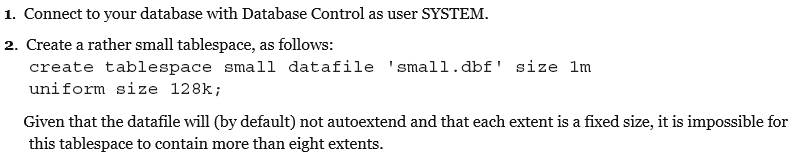 1. Connect to your database with Database Control as user SYSTEM.
2. Create a rather small tablespace, as follows:
create tablespace small datafile 'small.dbf' size 1m
uniform size 128k;
Given that the datafile will (by default) not autoextend and that each extent is a fixed size, it is impossible for
this tablespace to contain more than eight extents.